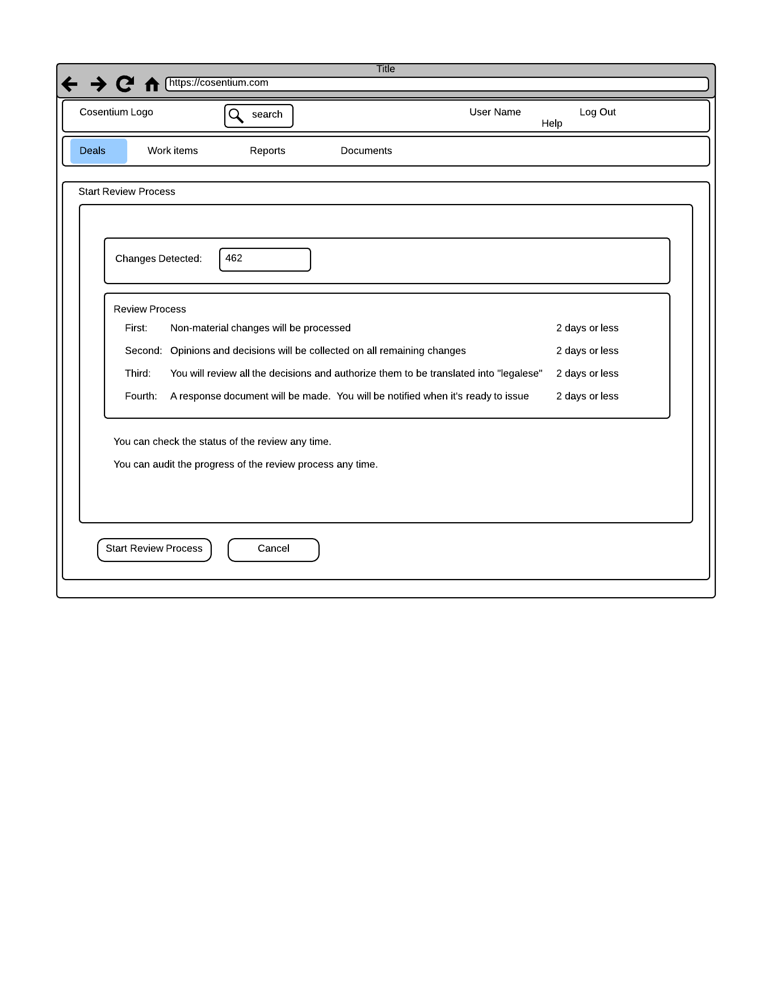 Title
https://cosentium.com
Cosentium Logo search User Name Log Out
Help
Deals Work items Reports Documents
Start Review Process
Changes Detected: 462
Review Process
First: Non-material changes will be processed 2 days or less
Second: Opinions and decisions will be collected on all remaining changes 2 days or less
Third: You will review all the decisions and authorize them to be translated into "legalese" 2 days or less
Fourth: A response document will be made. You will be notified when it's ready to issue 2 days or less
You can check the status of the review any time.
You can audit the progress of the review process any time.
Start Review Process Cancel